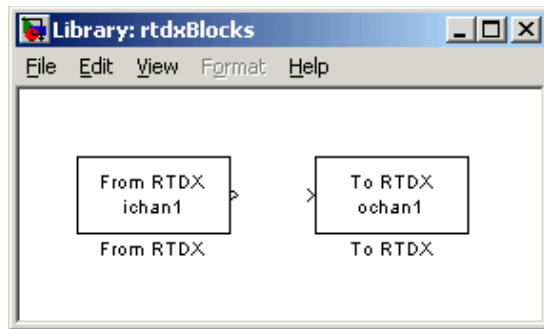 Library: rtdxBlocks
File Edit View Format Help
From RTDX To RTDX
ichan1 ochan1
From RTDX To RTDX